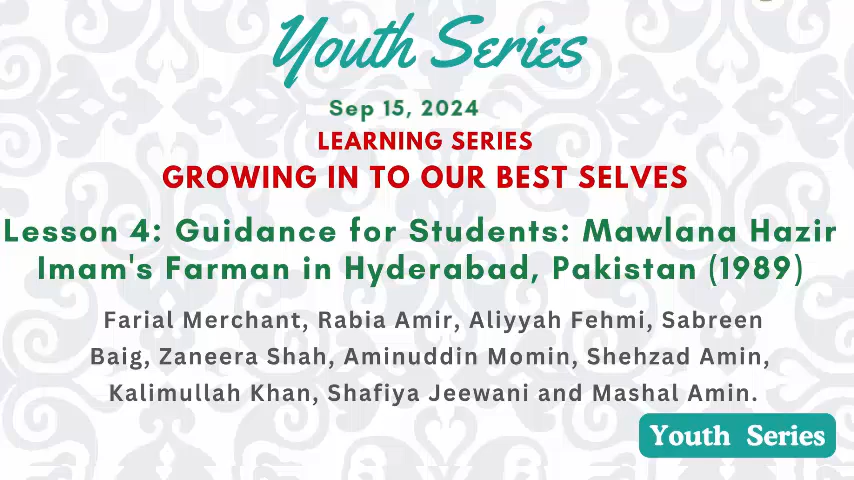 Youth Series
Sep 15, 2024
LEARNING SERIES
GROWING IN TO OUR BEST SELVES
Lesson 4: Guidance for Students: Mawlana Hazir
Imam's Farman in Hyderabad, Pakistan (1989)
Farial Merchant, Rabia Amir, Aliyyah Fehmi, Sabreen
Baig, Zaneera Shah, Aminuddin Momin, Shehzad Amin,
Kalimullah Khan, Shafiya Jeewani and Mashal Amin.
Youth Series